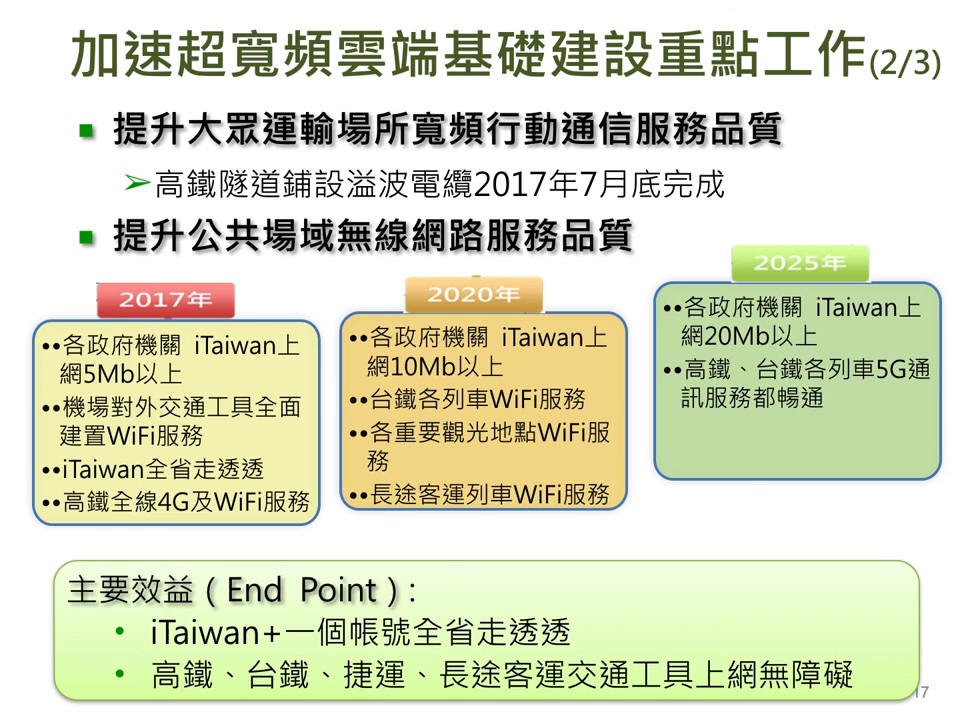 加速超寬頻雲端基礎建設重點工作(2/3)
▪ 提升大眾運輸場所寬頻行動通信服務品質
➢高鐵隧道鋪設溢波電纜2017年7月底完成
▪ 提升公共場域無線網路服務品質
2017年
••各政府機關 iTaiwan上
網5Mb以上
••機場對外交通工具全面
建置WiFi服務
••iTaiwan全省走透透
••高鐵全線4G及WiFi服務
2020年
••各政府機關 iTaiwan上
網10Mb以上
••台鐵各列車WiFi服務
••各重要觀光地點WiFi服
務
••長途客運列車WiFi服務
2025年
••各政府機關 iTaiwan上
網20Mb以上
••高鐵、台鐵各列車5G通
訊服務都暢通
主要效益（End Point）:
• iTaiwan+一個帳號全省走透透
• 高鐵、台鐵、捷運、長途客運交通工具上網無障礙
17